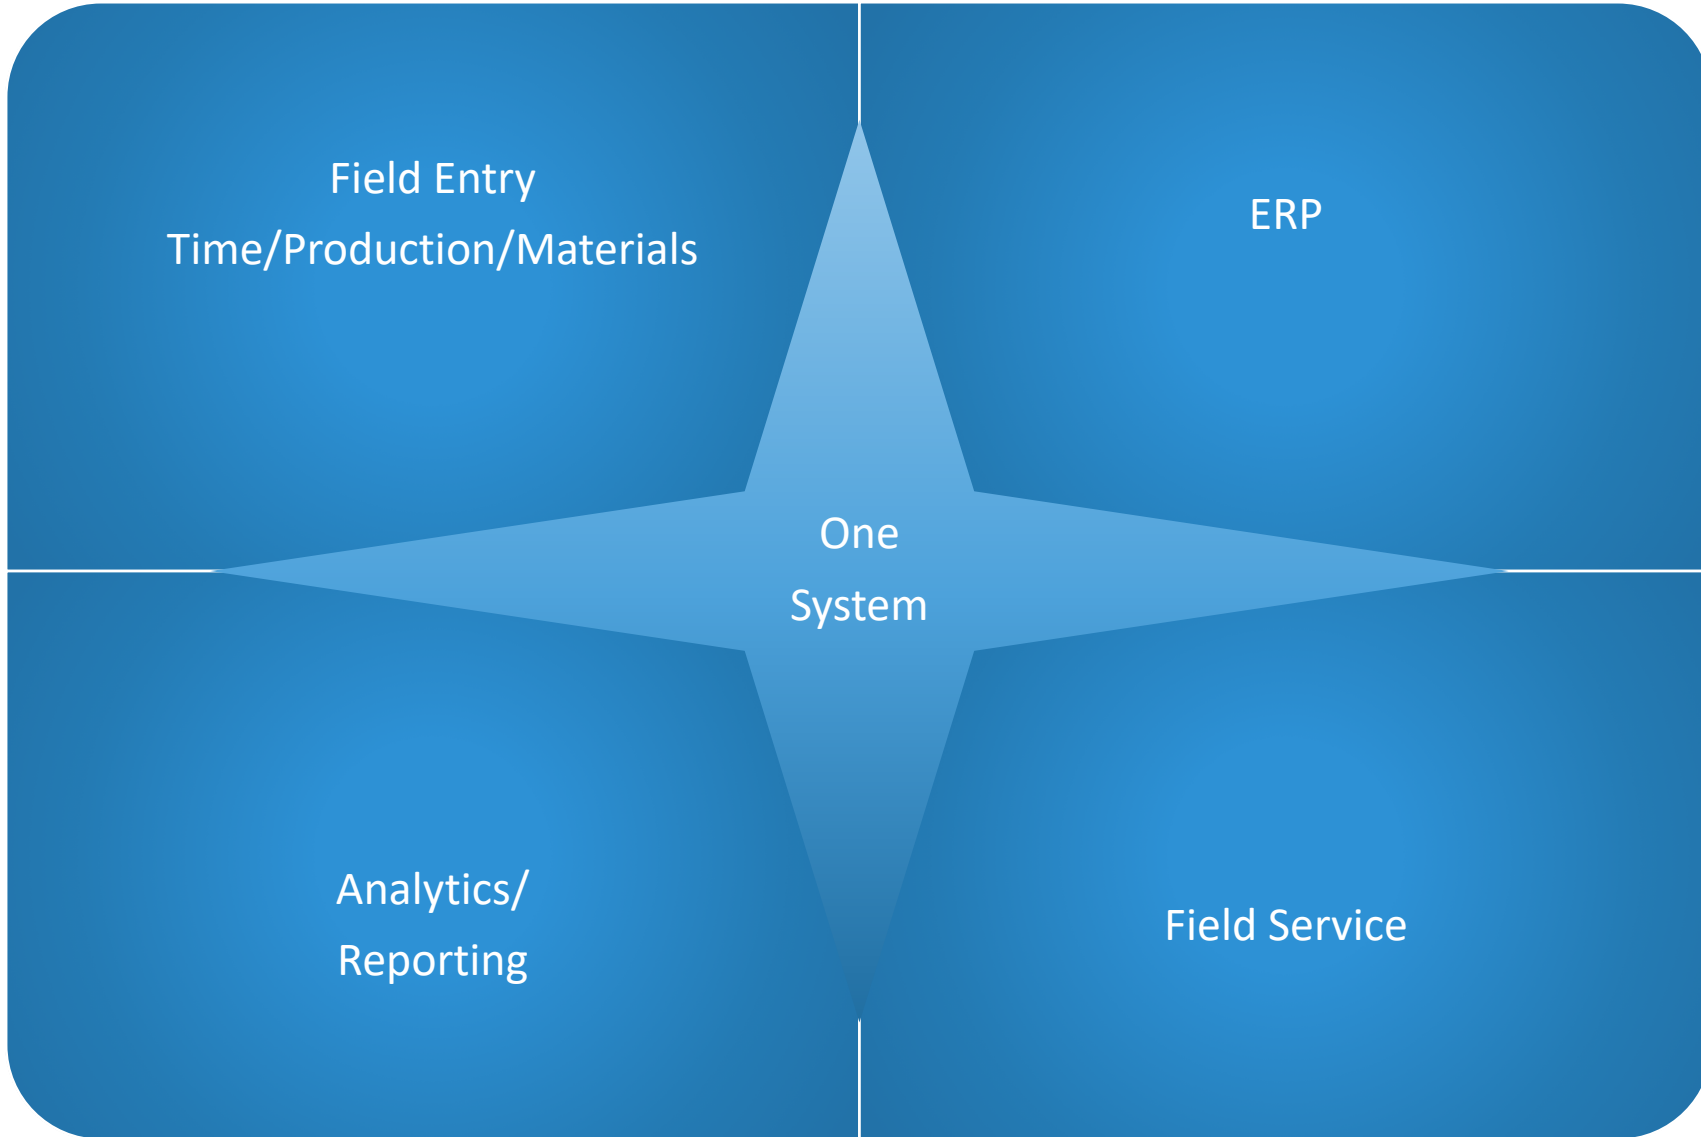 Field Entry
Time/Production/Materials
ERP
One
System
Analytics/
Reporting
Field Service